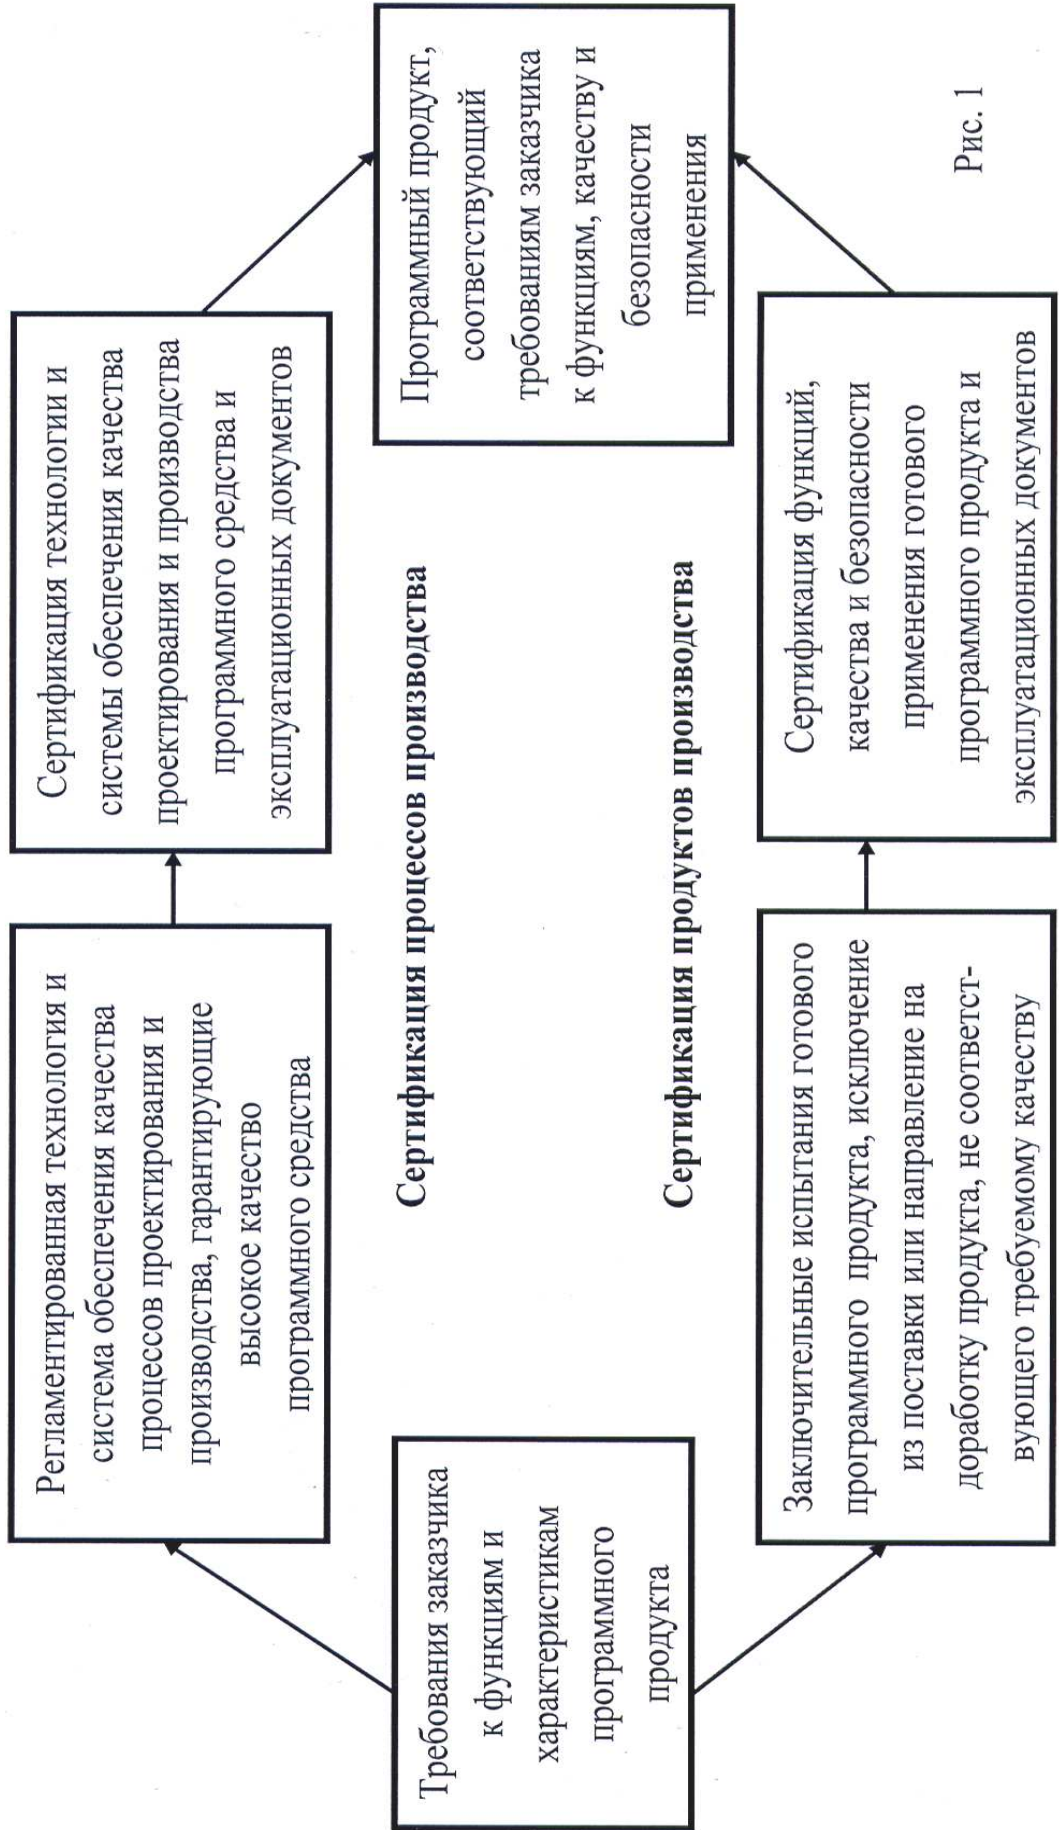 Требования заказчика
к функциям и
характеристикам
программного
продукта
Регламентированная технология и
система обеспечения качества
процессов проектирования и
производства, гарантирующие
высокое качество
программного средства
Сертификация технологии и
системы обеспечения качества
проектирования и производства
программного средства и
эксплуатационных документов
Сертификация процессов производства
Сертификация продуктов производства
Заключительные испытания готового
программного продукта, исключение
из поставки или направление на
доработку продукта, не соответст-
вующего требуемому качеству
Сертификация функций,
качества и безопасности
применения готового
программного продукта и
эксплуатационных документов
Программный продукт,
соответствующий
требованиям заказчика
к функциям, качеству и
безопасности
применения
Рис. 1